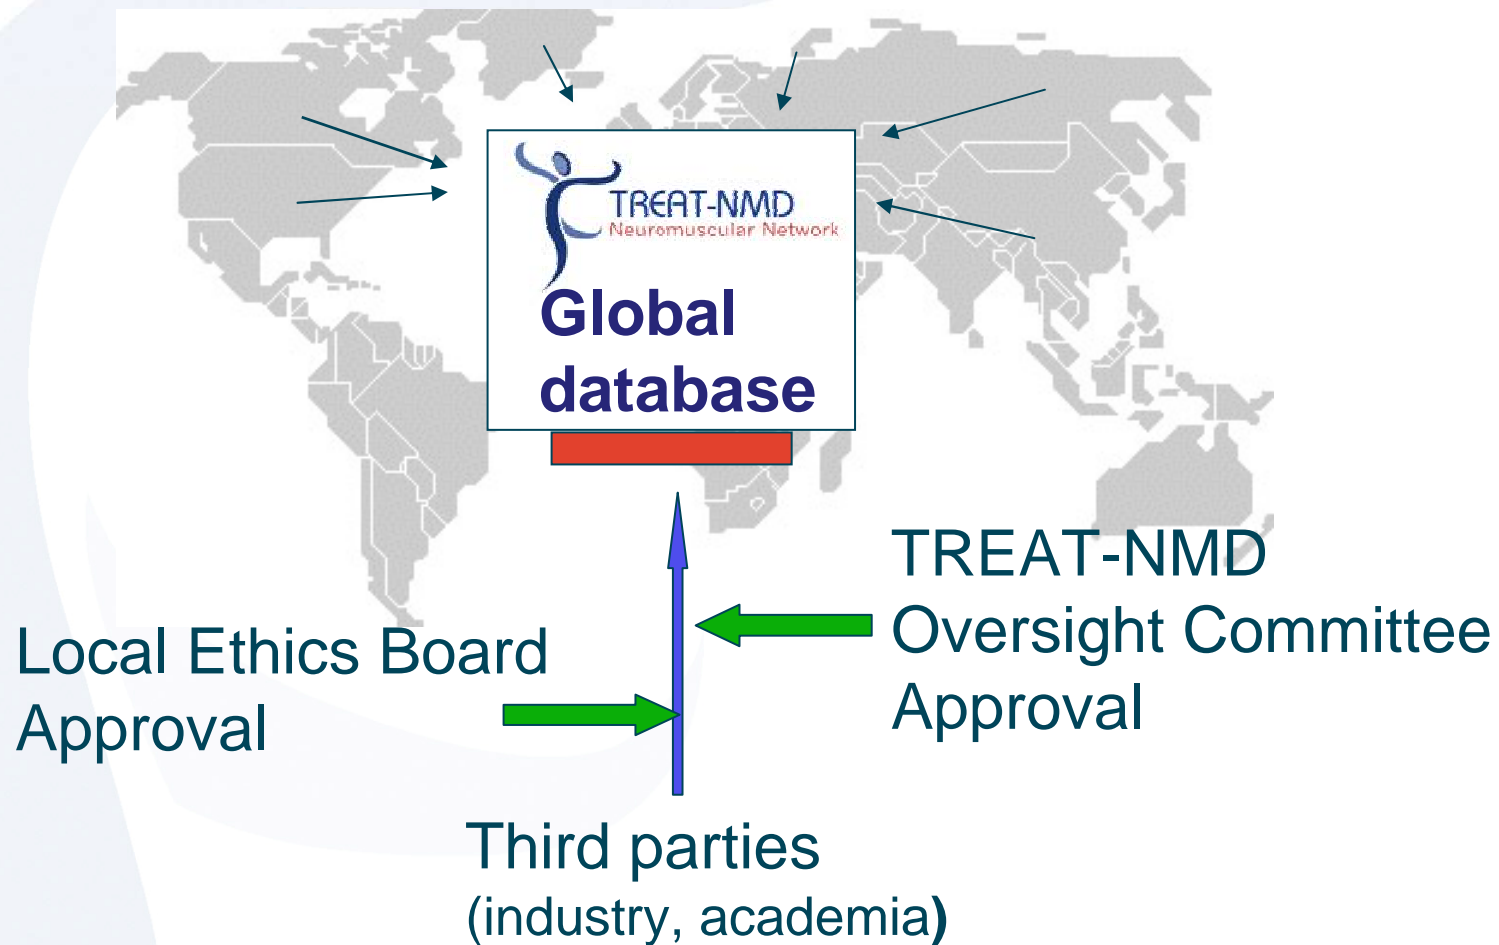 TREAT-NMD
Neuromuscular Network
Global
database
TREAT-NMD
Oversight Committee
Approval
Local Ethics Board
Approval
Third parties
(industry, academia)